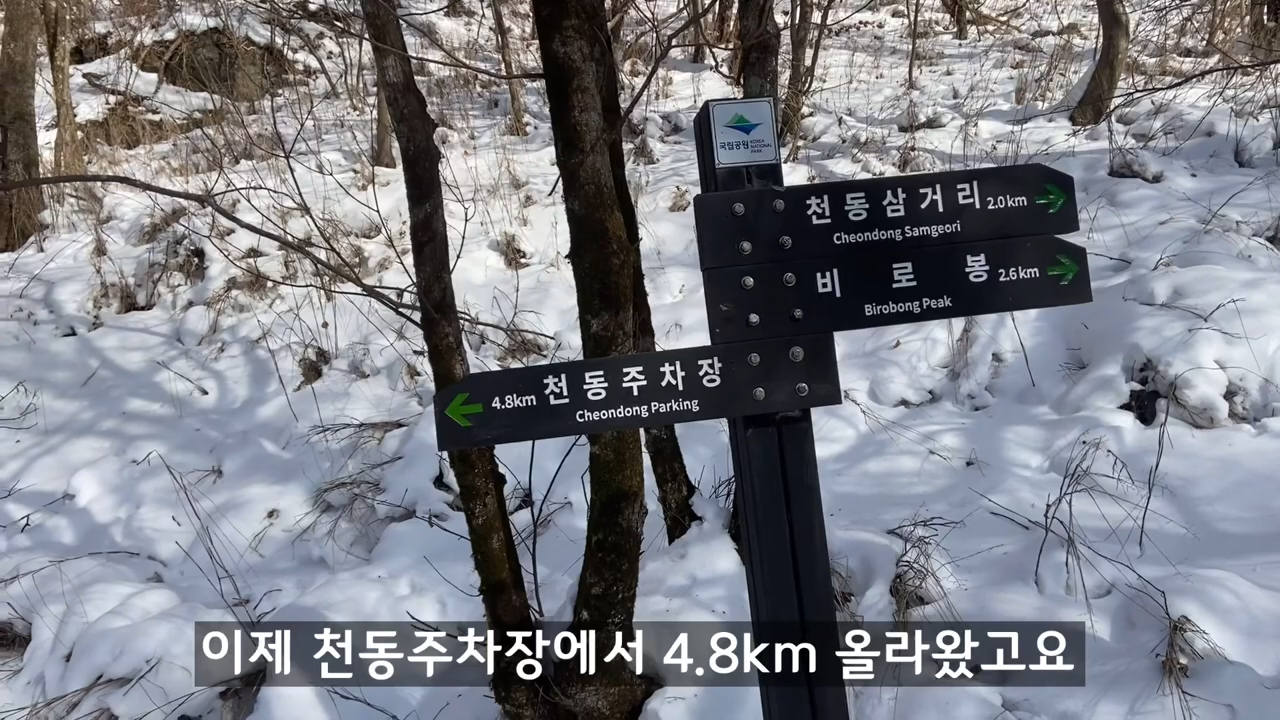 국립공원 KOREA NATIONAL PARK
천동삼거리 2.0km
Cheondong Samgeori
비로봉 2.6km
Birobong Peak
4.8km 천동주차장
Cheondong Parking
이제 천동주차장에서 4.8km 올라왔고요